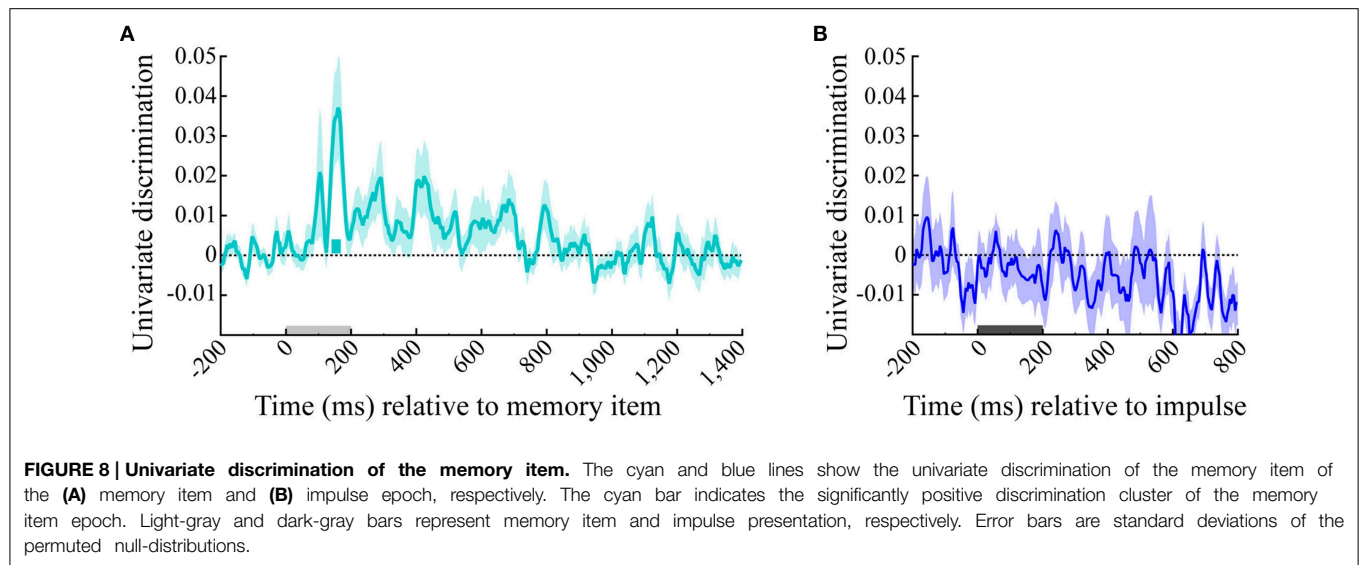 A
B
Univariate discrimination
0.05
0.04
0.03
0.02
0.01
0
-0.01
-200
0
200
400
600
800
1,000
1,200
1,400
Time (ms) relative to memory item
Univariate discrimination
0.05
0.04
0.03
0.02
0.01
0
-0.01
-200
0
200
400
600
800
Time (ms) relative to impulse
FIGURE 8 | Univariate discrimination of the memory item. The cyan and blue lines show the univariate discrimination of the memory item of
the (A) memory item and (B) impulse epoch, respectively. The cyan bar indicates the significantly positive discrimination cluster of the memory
item epoch. Light-gray and dark-gray bars represent memory item and impulse presentation, respectively. Error bars are standard deviations of the
permuted null-distributions.